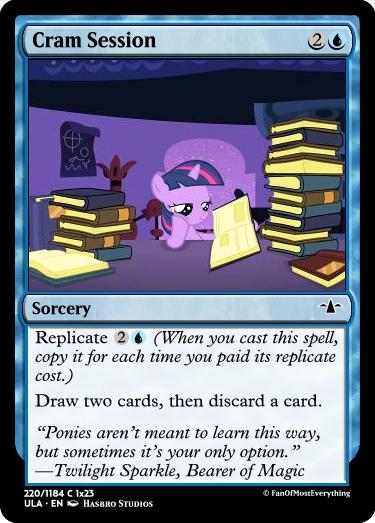 Cram Session 2
Sorcery
Replicate 2 (When you cast this spell,
copy it for each time you paid its replicate
cost.)
Draw two cards, then discard a card.
“Ponies aren’t meant to learn this way,
but sometimes it’s your only option.”
—Twilight Sparkle, Bearer of Magic
220/1184 C 1x23
ULA • EN Hasbro Studios
© FanOfMostEverything